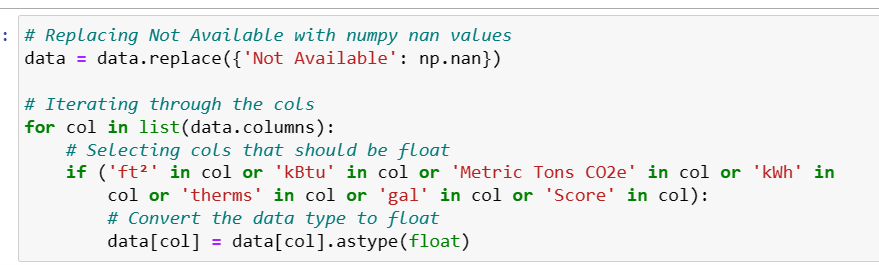 : # Replacing Not Available with numpy nan values
data = data.replace({'Not Available': np.nan})
# Iterating through the cols
for col in list(data.columns):
    # Selecting cols that should be float
    if ('ft²' in col or 'kBtu' in col or 'Metric Tons CO2e' in col or 'kWh' in
        col or 'therms' in col or 'gal' in col or 'Score' in col):
        # Convert the data type to float
        data[col] = data[col].astype(float)